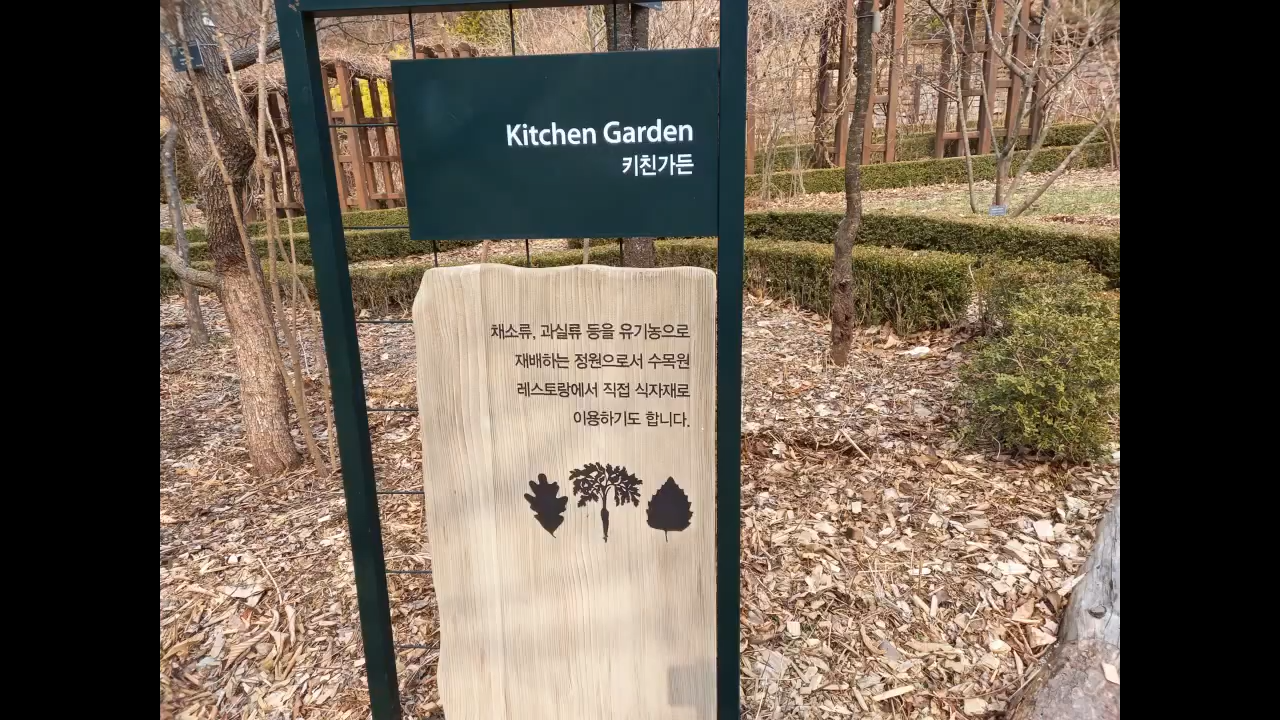 Kitchen Garden
키친가든
채소류, 과실류 등을 유기농으로
재배하는 정원으로서 수목원
레스토랑에서 직접 식자재로
이용하기도 합니다.